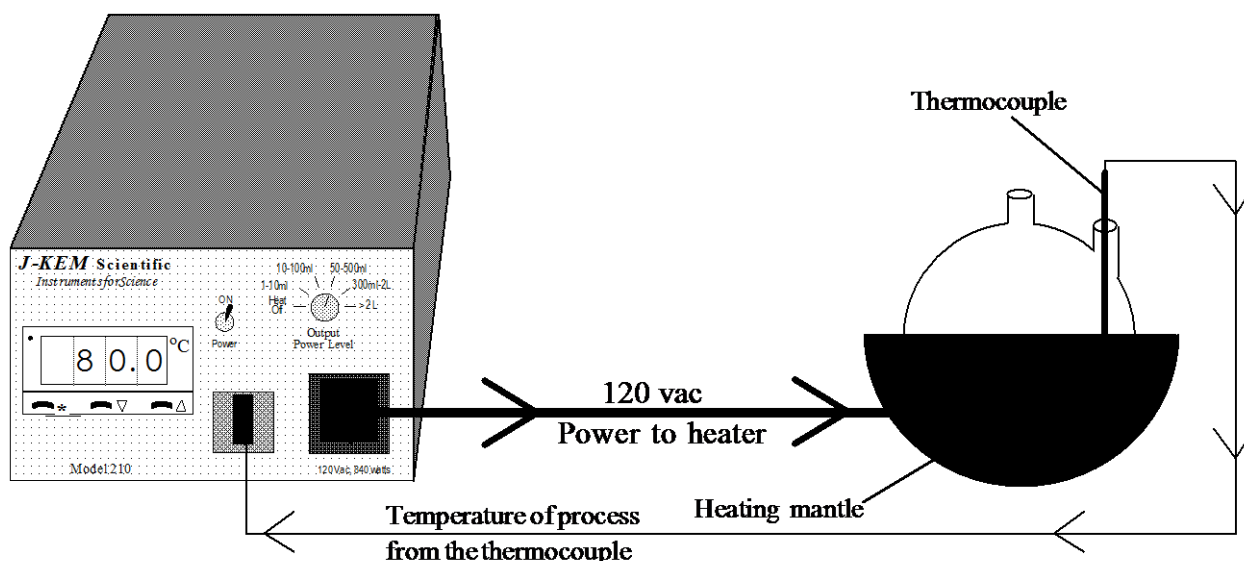 Thermocouple
J-KEM Scientific
Instruments for Science
10-100ml 50-500ml
1-10ml 300ml-2L
Heat Off >2L
ON
Power
Output
Power Level
80.0 °C
* ▽ △
120 vac
Power to heater
Model 210
120 Vac, 840 watts
Heating mantle
Temperature of process
from the thermocouple